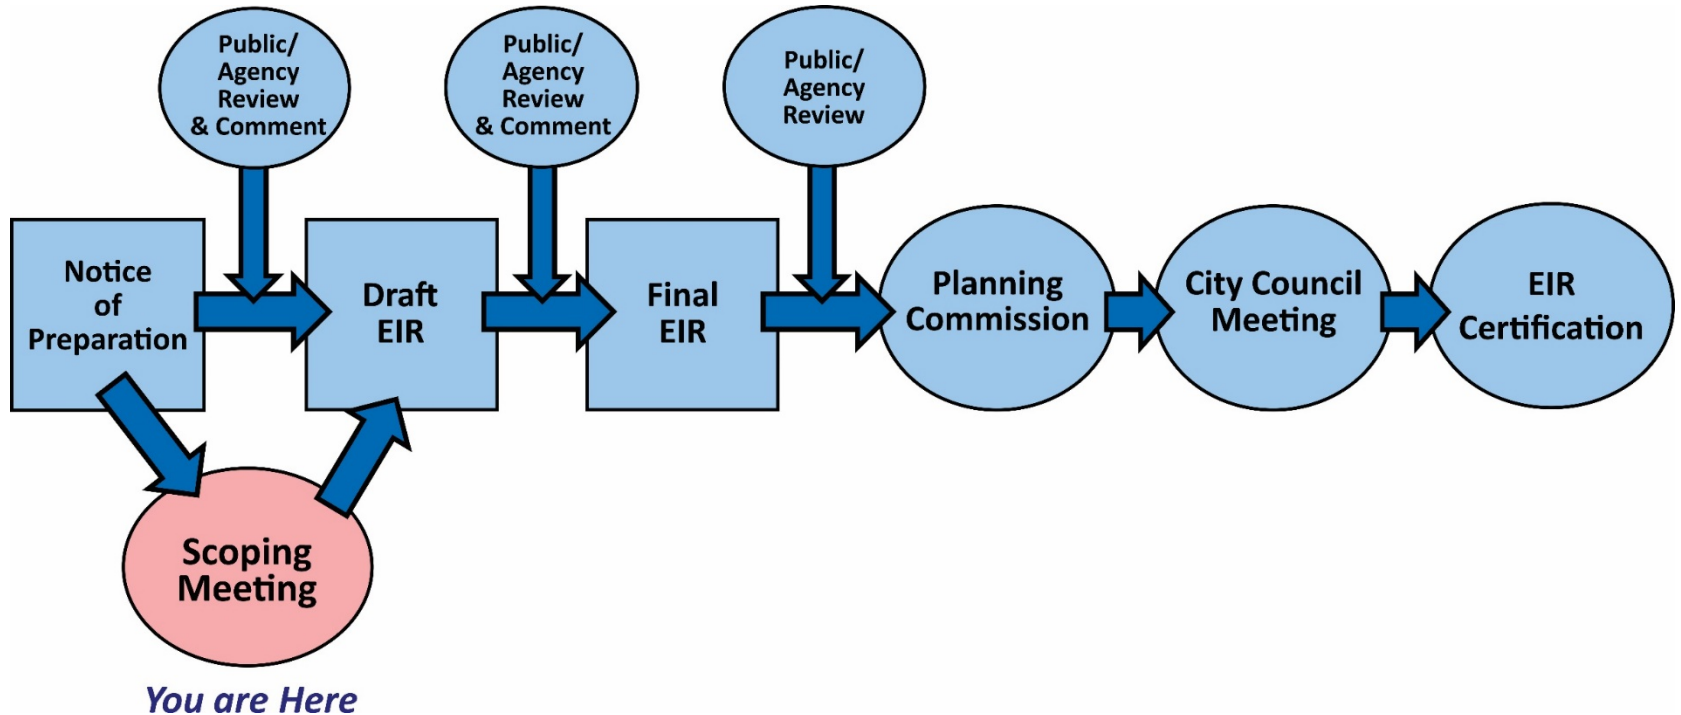 Public/
Agency
Review
& Comment
Public/
Agency
Review
& Comment
Public/
Agency
Review
Notice
of
Preparation
Draft
EIR
Final
EIR
Planning
Commission
City Council
Meeting
EIR
Certification
Scoping
Meeting
You are Here